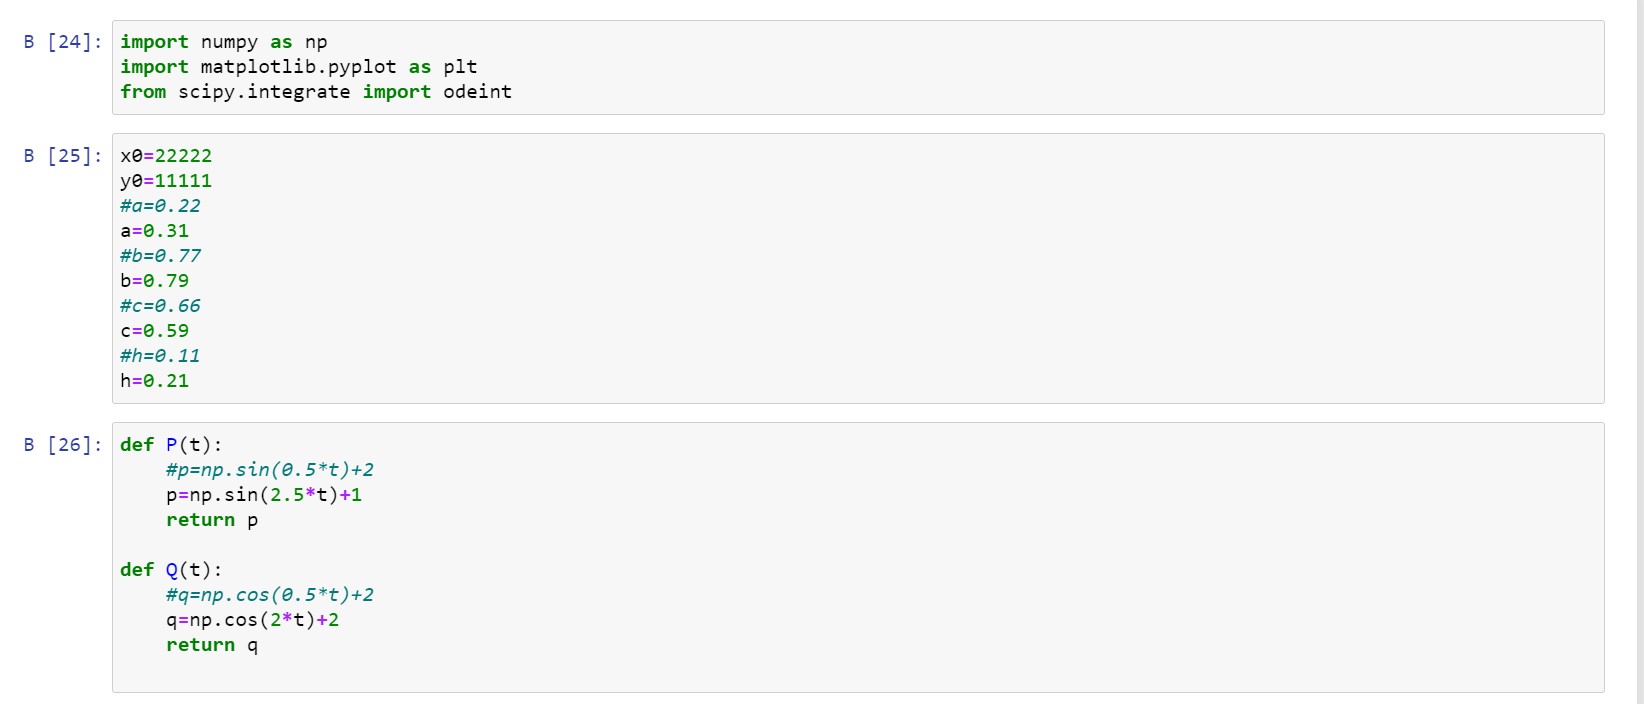 B [24]: import numpy as np
import matplotlib.pyplot as plt
from scipy.integrate import odeint
B [25]: x0=22222
y0=11111
#a=0.22
a=0.31
#b=0.77
b=0.79
#c=0.66
c=0.59
#h=0.11
h=0.21
B [26]: def P(t):
    #p=np.sin(0.5*t)+2
    p=np.sin(2.5*t)+1
    return p

def Q(t):
    #q=np.cos(0.5*t)+2
    q=np.cos(2*t)+2
    return q